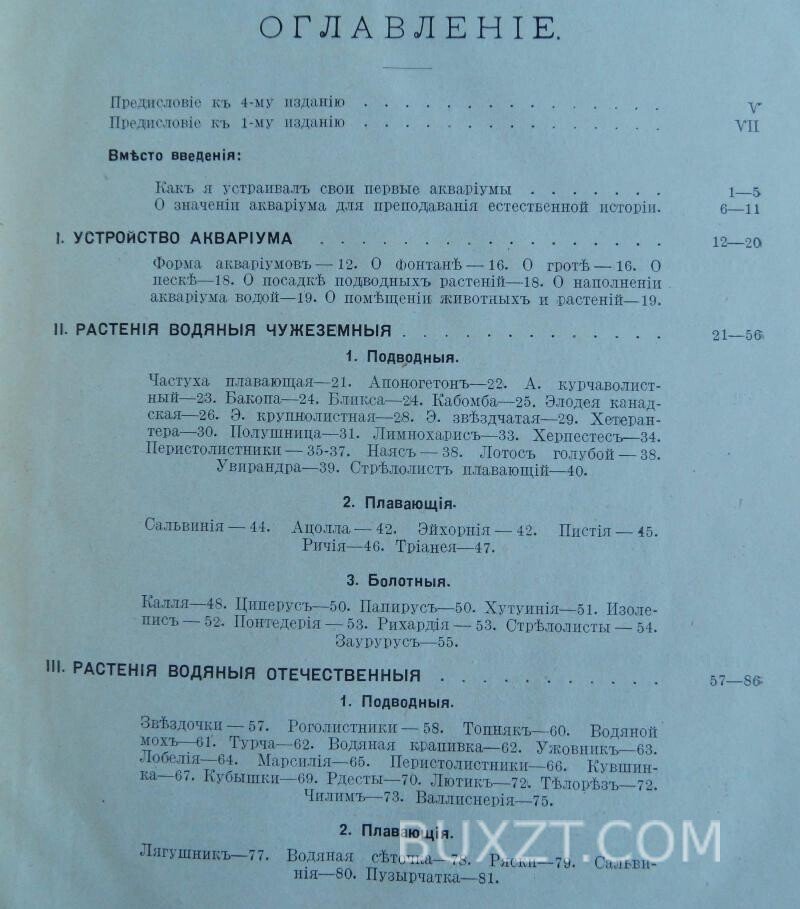 ОГЛАВЛЕНІЕ.
Предисловіе къ 4-му изданію . . . . . . . . . . . . . . . V
Предисловіе къ 1-му изданію . . . . . . . . . . . . . . . VII
Вмѣсто введенія:
Какъ я устраивалъ свои первые акваріумы . . . . . . . 1—5
О значеніи акваріума для преподаванія естественной исторіи. 6—11
I. УСТРОЙСТВО АКВАРІУМА . . . . . . . . . . . . . . . . . 12—20
Форма акваріумовъ — 12. О фонтанѣ — 16. О гротѣ — 16. О
пескѣ—18. О посадкѣ подводныхъ растеній—18. О наполненіи
акваріума водой—19. О помѣщеніи животныхъ и растеній—19.
II. РАСТЕНІЯ ВОДЯНЫЯ ЧУЖЕЗЕМНЫЯ . . . . . . . . . . . . . 21—56
1. Подводныя.
Частуха плавающая—21. Апоногетонъ—22. А. курчаволист-
ный—23. Бакопа—24. Бликса—24. Кабомба—25. Элодея канад-
ская—26. Э. крупнолистная—28. Э. звѣздчатая—29. Хетеран-
тера—30. Полушница—31. Лимнохарисъ—33. Херпестесъ—34.
Перистолистники — 35-37. Наясъ — 38. Лотосъ голубой — 38.
Увирандра—39. Стрѣлолистъ плавающій—40.
2. Плавающія.
Сальвинія — 44. Ацолла — 42. Эйхорнія — 42. Пистія — 45.
Ричія—46. Тріанея—47.
3. Болотныя.
Калля—48. Циперусъ—50. Папирусъ—50. Хутуинія—51. Изоле-
писъ — 52. Понтедерія — 53. Рихардія — 53. Стрѣлолисты — 54.
Заурурусъ—55.
III. РАСТЕНІЯ ВОДЯНЫЯ ОТЕЧЕСТВЕННЫЯ . . . . . . . . . . . 57—86
1. Подводныя.
Звѣздочки — 57. Роголистники — 58. Топнякъ—60. Водяной
мохъ—61. Турча—62. Водяная крапивка—62. Ужовникъ—63.
Лобелія—64. Марсилія—65. Перистолистники—66. Кувшин-
ка—67. Кубышки—69. Рдесты—70. Лютикъ—72. Тѣлорѣзъ—72.
Чилимъ—73. Валлиснерія—75.
2. Плавающія.
Лягушникъ—77. Водяная сѣточка—78. Ряски—79. Сальви-
нія—80. Пузырчатка—81.
BUXZT.COM